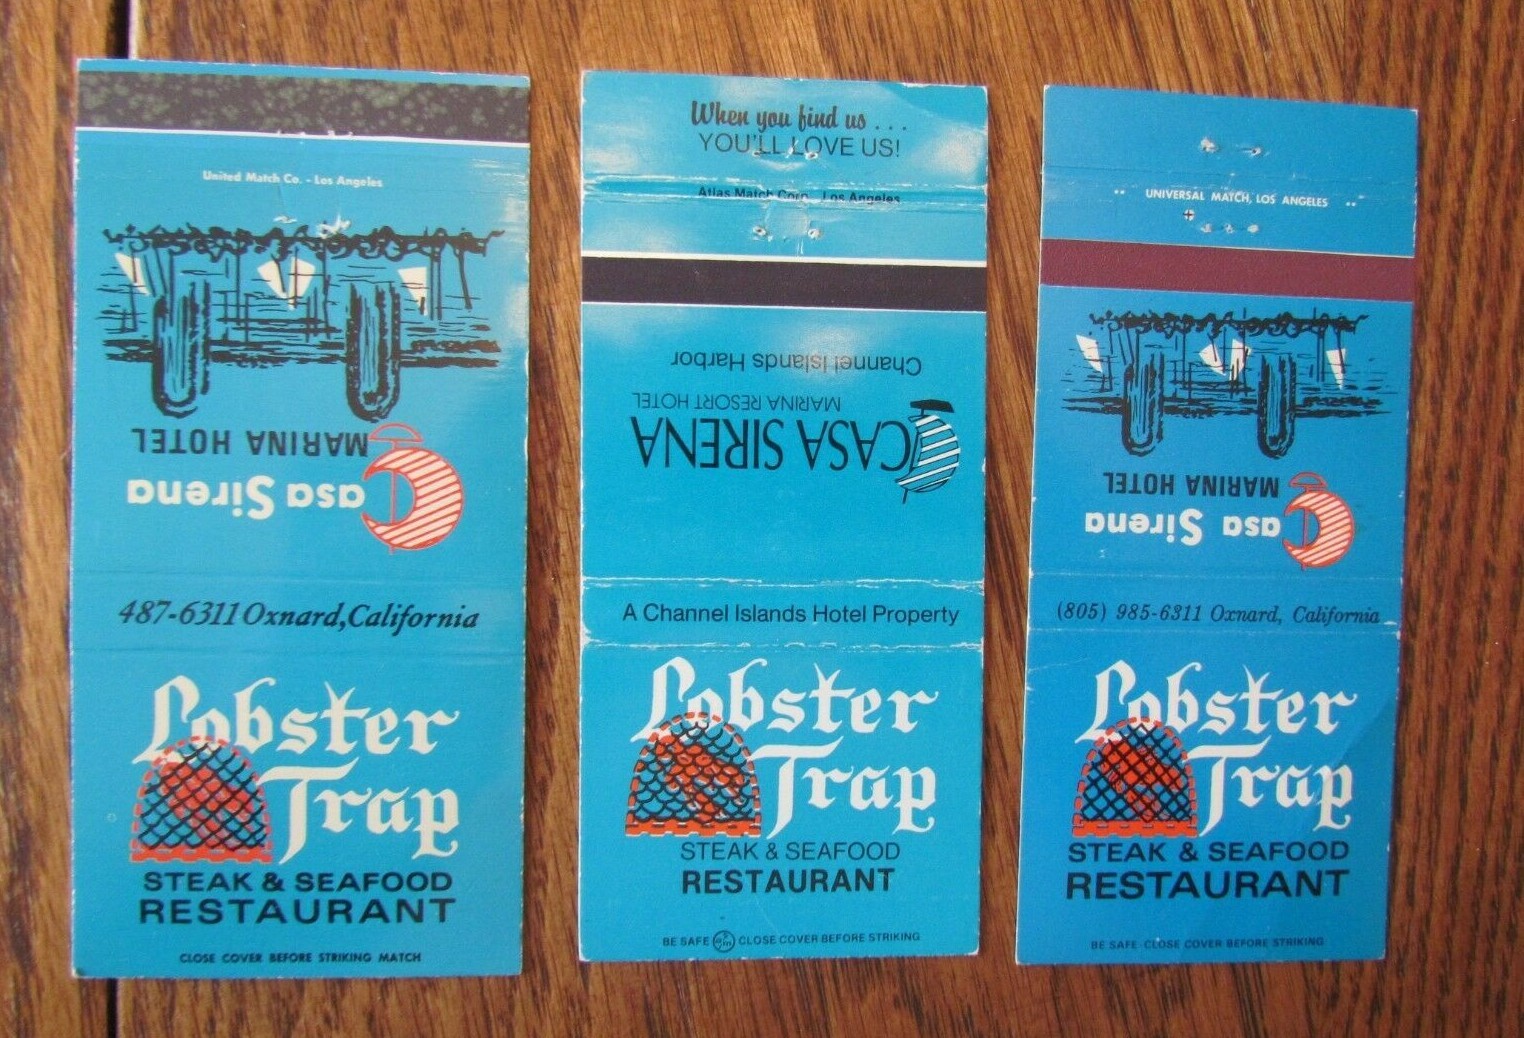 United Match Co. - Los Angeles
MARINA HOTEL
Casa Sirena
487-6311 Oxnard, California
Lobster
Trap
STEAK & SEAFOOD
RESTAURANT
CLOSE COVER BEFORE STRIKING MATCH
When you find us . . .
YOU'LL LOVE US!
Atlas Match Corp. Los Angeles
Channel Islands Harbor
MARINA RESORT HOTEL
CASA SIRENA
A Channel Islands Hotel Property
Lobster
Trap
STEAK & SEAFOOD
RESTAURANT
BE SAFE CLOSE COVER BEFORE STRIKING
UNIVERSAL MATCH, LOS ANGELES
MARINA HOTEL
Casa Sirena
(805) 985-6311 Oxnard, California
Lobster
Trap
STEAK & SEAFOOD
RESTAURANT
BE SAFE CLOSE COVER BEFORE STRIKING